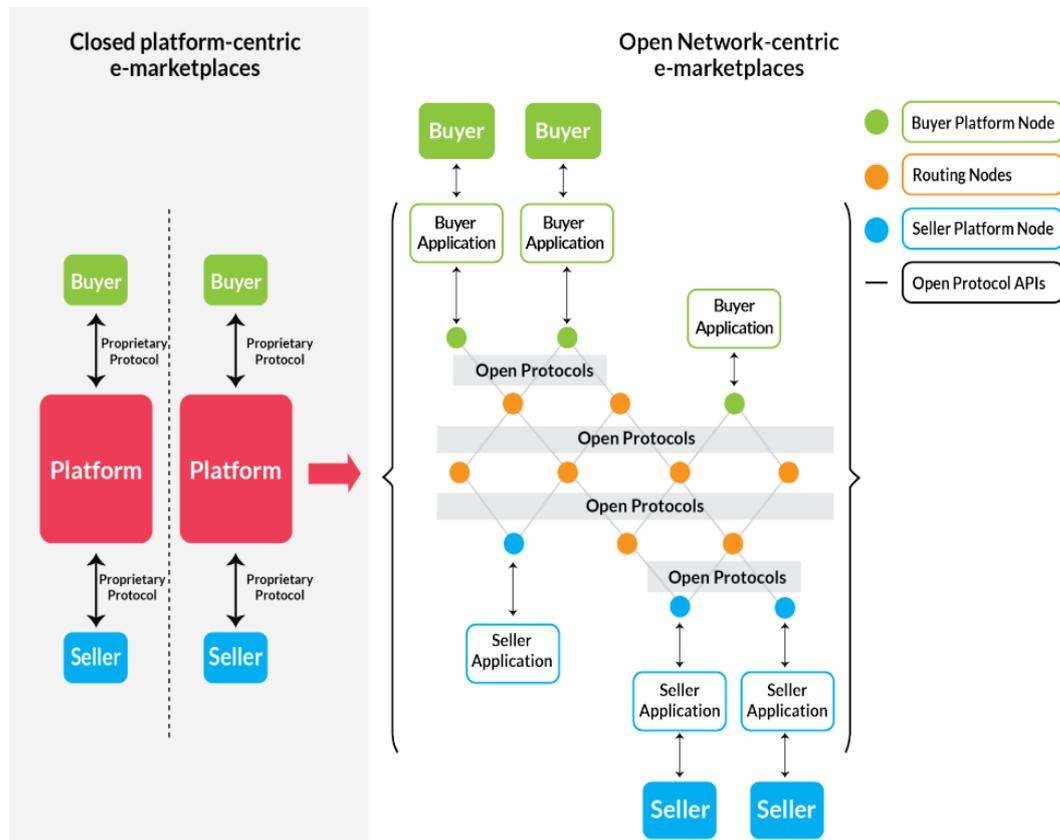 Closed platform-centric
e-marketplaces
Buyer
Buyer
Proprietary
Protocol
Proprietary
Protocol
Platform
Platform
Proprietary
Protocol
Proprietary
Protocol
Seller
Seller
Open Network-centric
e-marketplaces
Buyer
Buyer
Buyer
Application
Buyer
Application
Buyer
Application
Open Protocols
Open Protocols
Open Protocols
Open Protocols
Seller
Application
Seller
Application
Seller
Application
Seller
Seller
Buyer Platform Node
Routing Nodes
Seller Platform Node
Open Protocol APIs